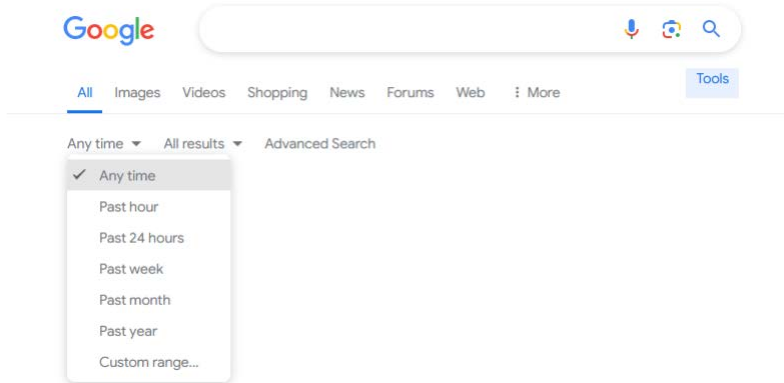 Google
All Images Videos Shopping News Forums Web More Tools
Any time All results Advanced Search
Any time
Past hour
Past 24 hours
Past week
Past month
Past year
Custom range...